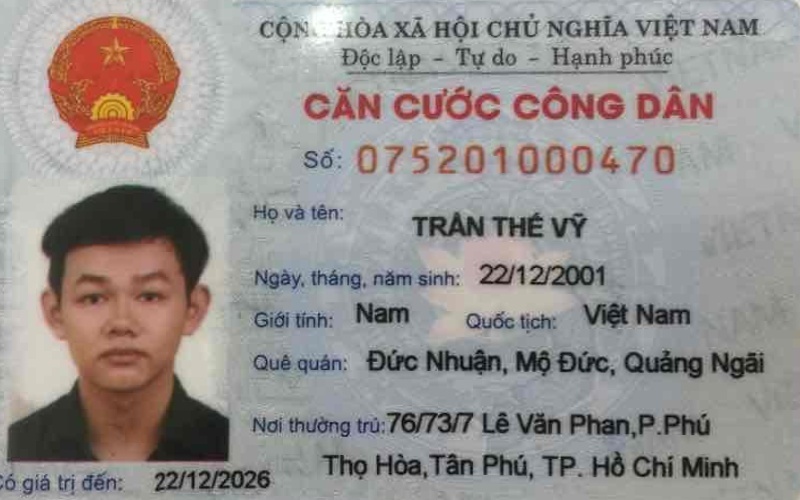 CỘNG HÒA XÃ HỘI CHỦ NGHĨA VIỆT NAM
Độc lập - Tự do - Hạnh phúc
CĂN CƯỚC CÔNG DÂN
Số: 075201000470
Họ và tên: TRẦN THẾ VỸ
Ngày, tháng, năm sinh: 22/12/2001
Giới tính: Nam Quốc tịch: Việt Nam
Quê quán: Đức Nhuận, Mộ Đức, Quảng Ngãi
Nơi thường trú: 76/73/7 Lê Văn Phan,P.Phú
Thọ Hòa,Tân Phú, TP. Hồ Chí Minh
Có giá trị đến: 22/12/2026